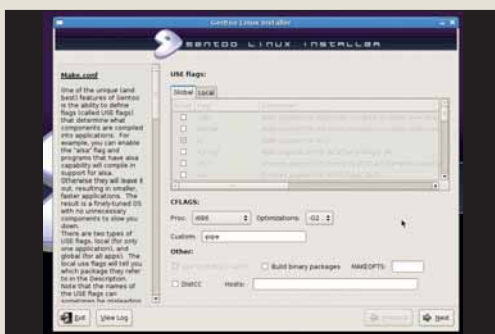 Gentoo Linux Installer
GENTOO LINUX INSTALLER
Make.conf
One of the unique (and
best) features of Gentoo
is the ability to define
flags (called USE flags)
that determine what
components are compiled
into applications. For
example, you can enable
the "alsa" flag and
programs that have alsa
capability will compile in
support for alsa.
Otherwise they will leave it
out, resulting in smaller,
faster applications. The
result is a finely-tuned OS
with no unnecessary
components to slow you
down.
There are two types of
USE flags, local (for only
one application), and
global (for all apps). The
local use flags will tell you
which package they refer
to in the Description.
Note that the names of
the USE flags can
sometimes be misleading
USE flags:
Global Local
CFLAGS:
Proc: i686 Optimizations: -O2
Custom: -pipe
Other:
Build binary packages MAKEOPTS:
DistCC Hosts:
Exit View Log Next